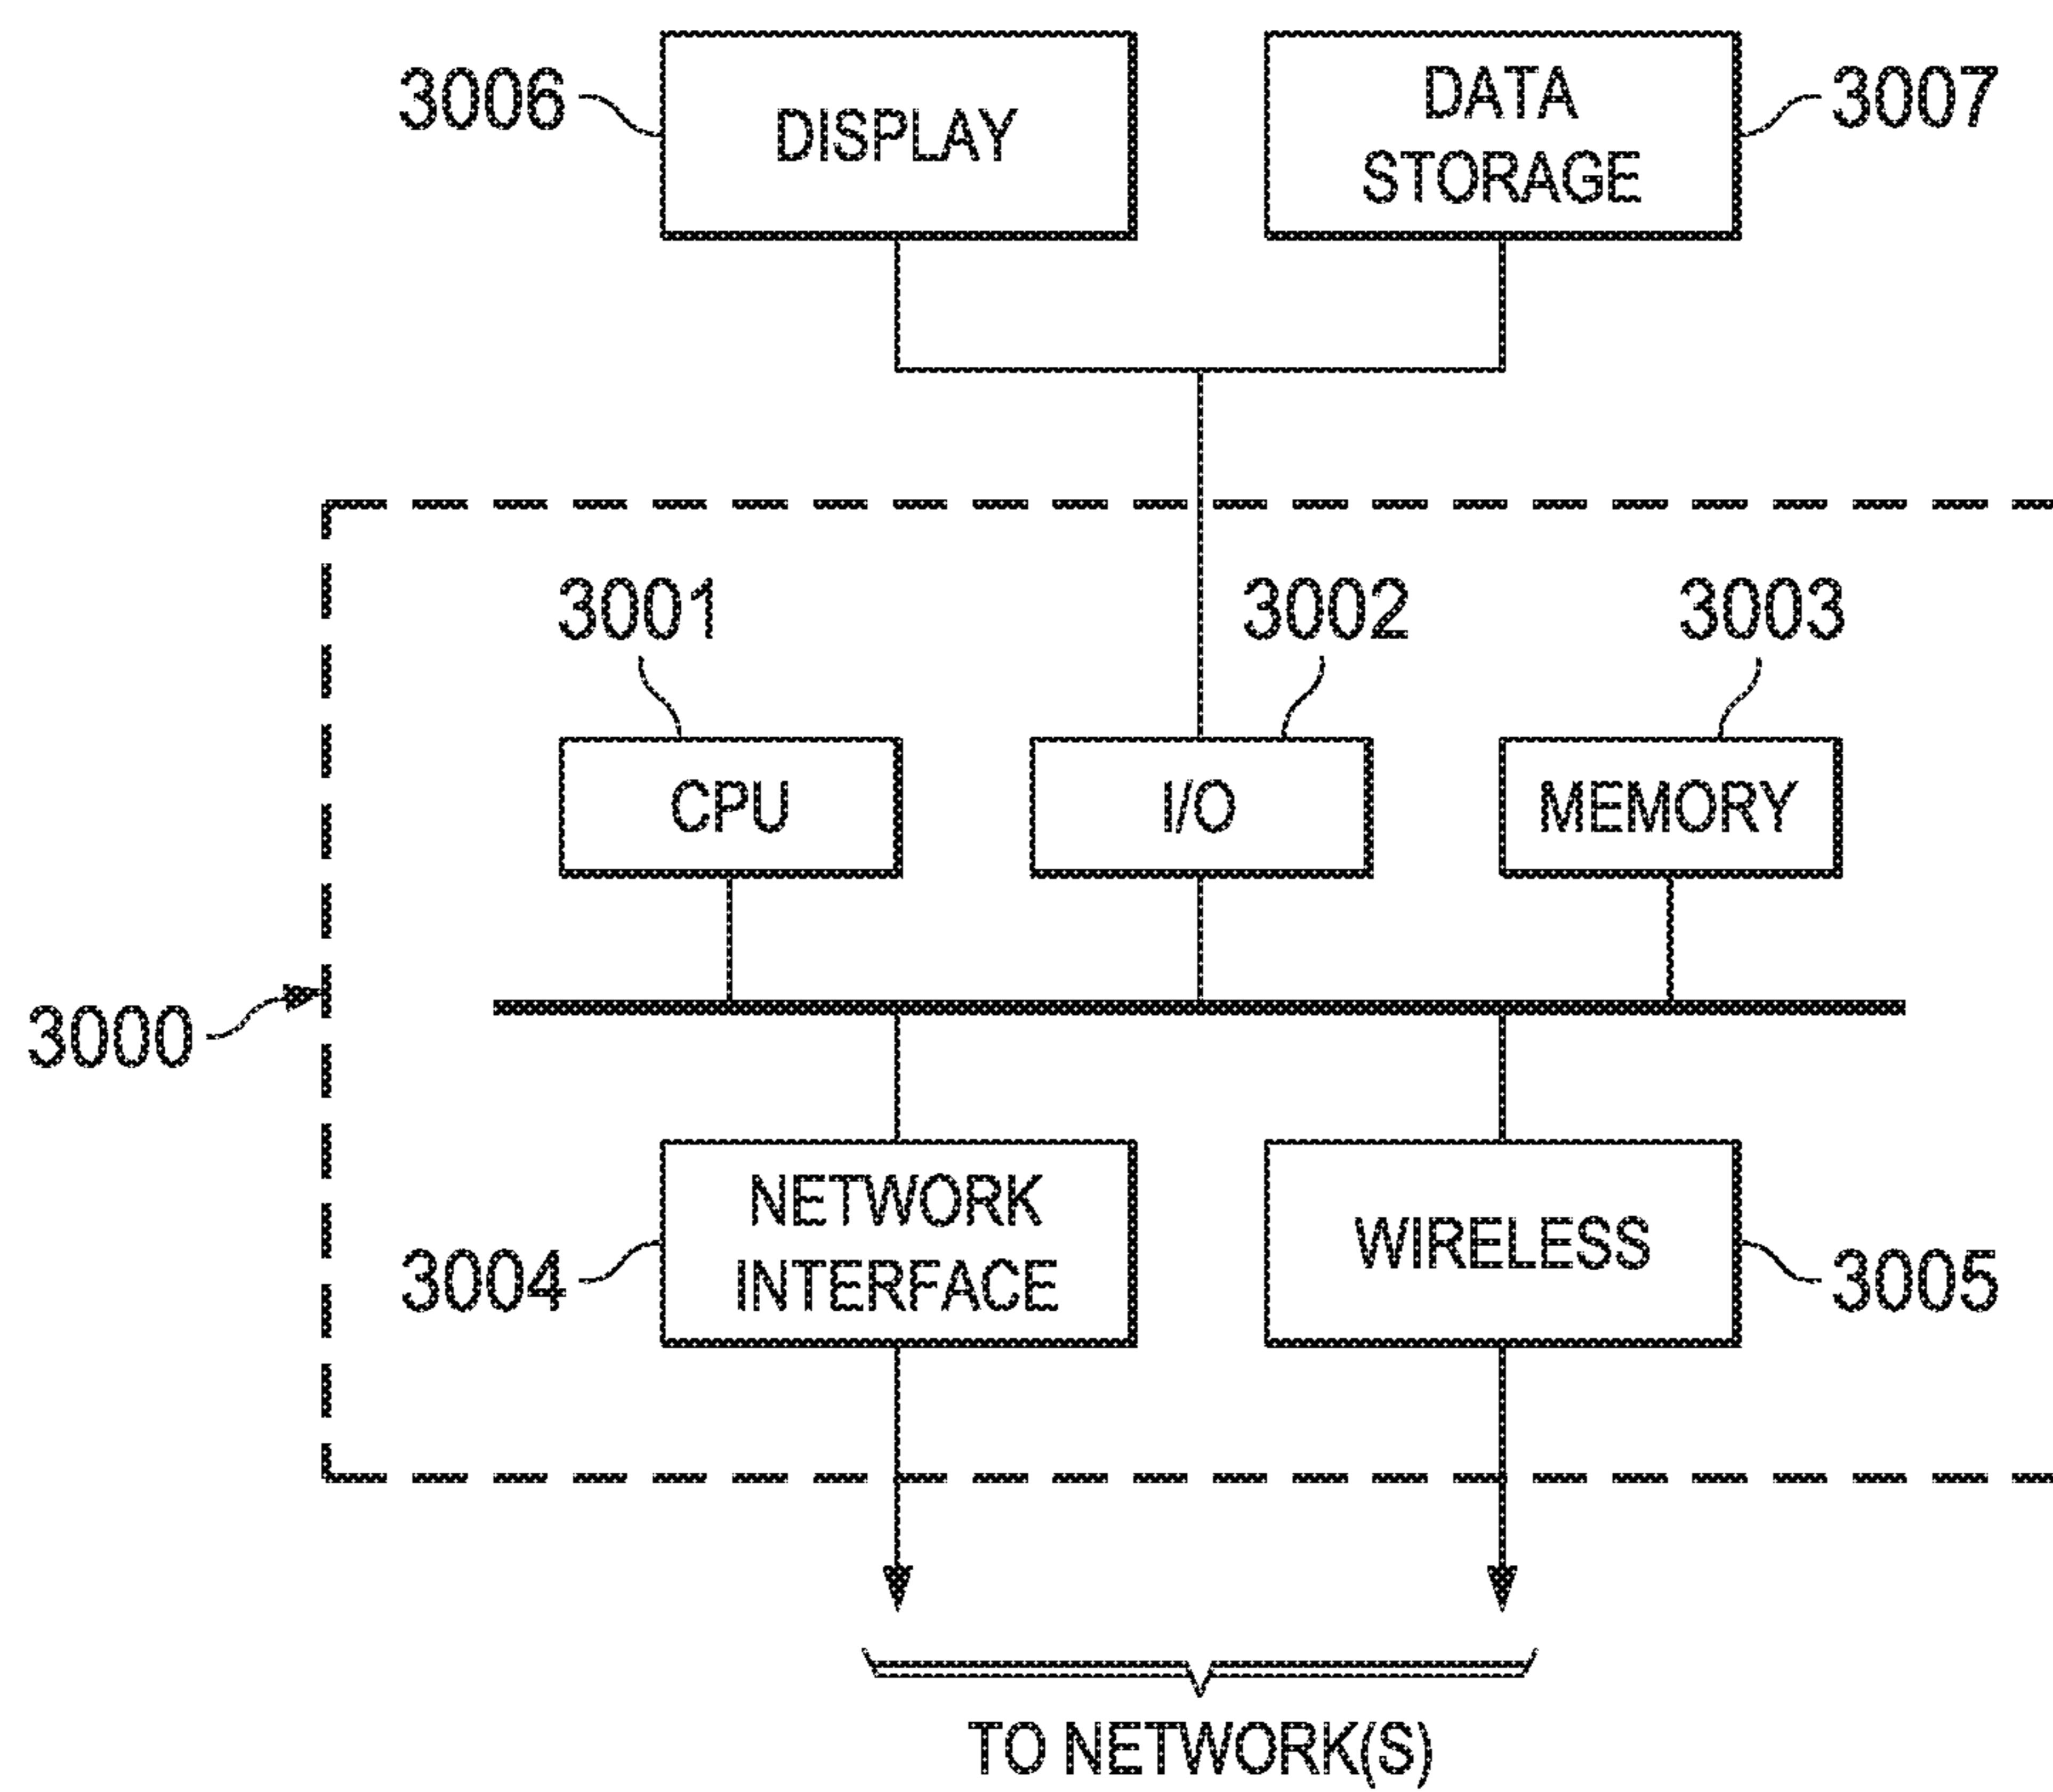 3006
DISPLAY
DATA
STORAGE
3007
3001
3002
3003
CPU
I/O
MEMORY
3000
NETWORK
INTERFACE
3004
WIRELESS
3005
TO NETWORK(S)